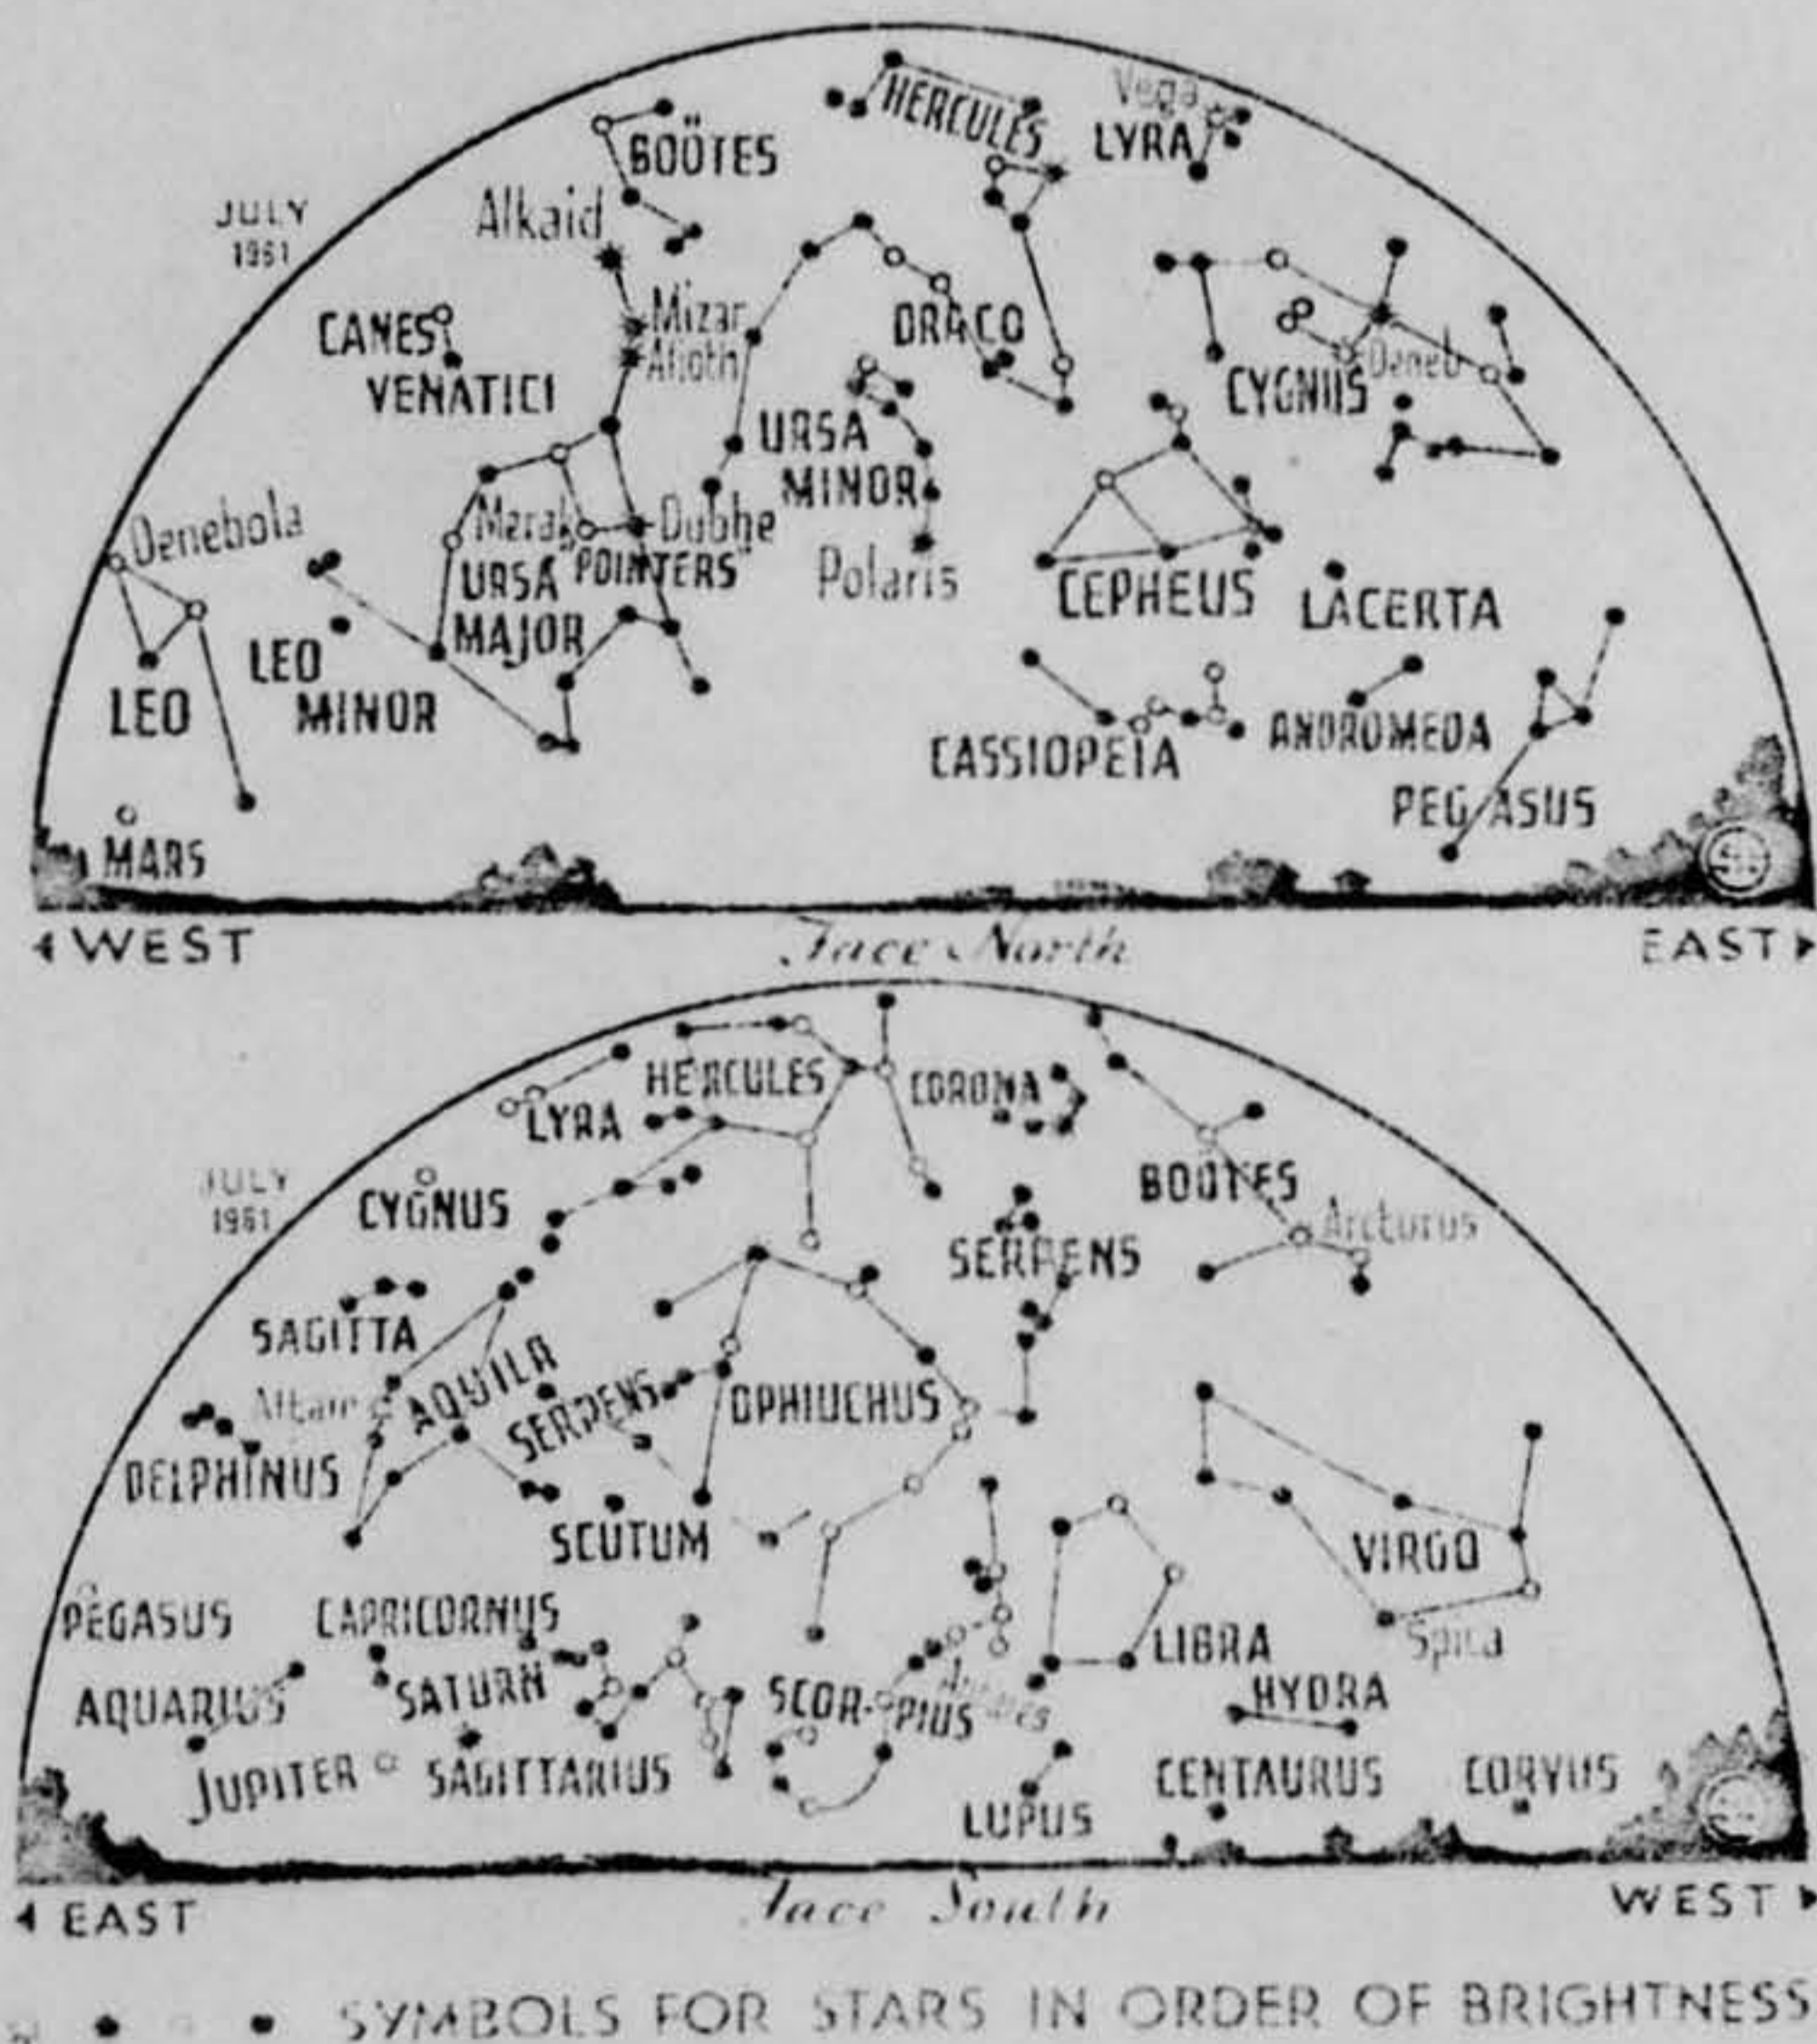 HERCULES
Vega
LYRA
BOÖTES
Alkaid
JULY
1961
CANES
VENATICI
Mizar
Alioth
DRACO
CYGNUS
Deneb
URSA
MINOR
Denebola
Merak
Dubhe
"POINTERS"
URSA
MAJOR
Polaris
CEPHEUS
LACERTA
LEO
MINOR
LEO
CASSIOPEIA
ANDROMEDA
PEGASUS
MARS
WEST
Face North
EAST
HERCULES
CORONA
LYRA
JULY
1961
CYGNUS
BOÖTES
Arcturus
SERPENS
SAGITTA
AQUILA
Altair
SERPENS
OPHIUCHUS
DELPHINUS
SCUTUM
VIRGO
PEGASUS
CAPRICORNUS
LIBRA
Spica
AQUARIUS
SATURN
SCOR-PIUS
HYDRA
JUPITER
SAGITTARIUS
LUPUS
CENTAURUS
CORVUS
EAST
Face South
WEST
SYMBOLS FOR STARS IN ORDER OF BRIGHTNESS